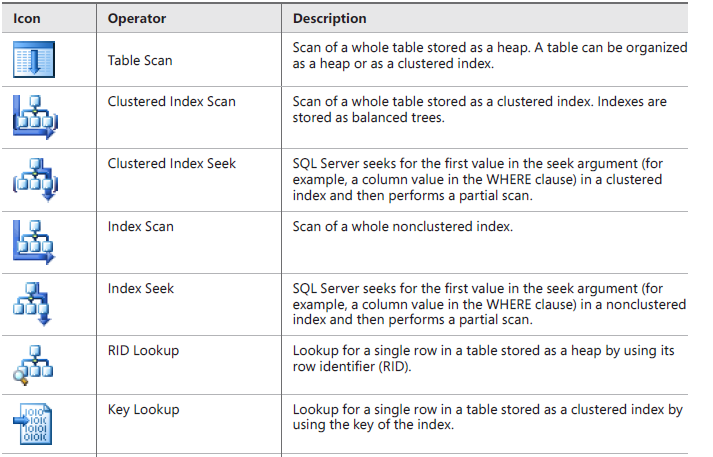 Icon Operator Description
Table Scan
Scan of a whole table stored as a heap. A table can be organized
as a heap or as a clustered index.
Clustered Index Scan
Scan of a whole table stored as a clustered index. Indexes are
stored as balanced trees.
Clustered Index Seek
SQL Server seeks for the first value in the seek argument (for
example, a column value in the WHERE clause) in a clustered
index and then performs a partial scan.
Index Scan
Scan of a whole nonclustered index.
Index Seek
SQL Server seeks for the first value in the seek argument (for
example, a column value in the WHERE clause) in a nonclustered
index and then performs a partial scan.
RID Lookup
Lookup for a single row in a table stored as a heap by using its
row identifier (RID).
Key Lookup
Lookup for a single row in a table stored as a clustered index by
using the key of the index.